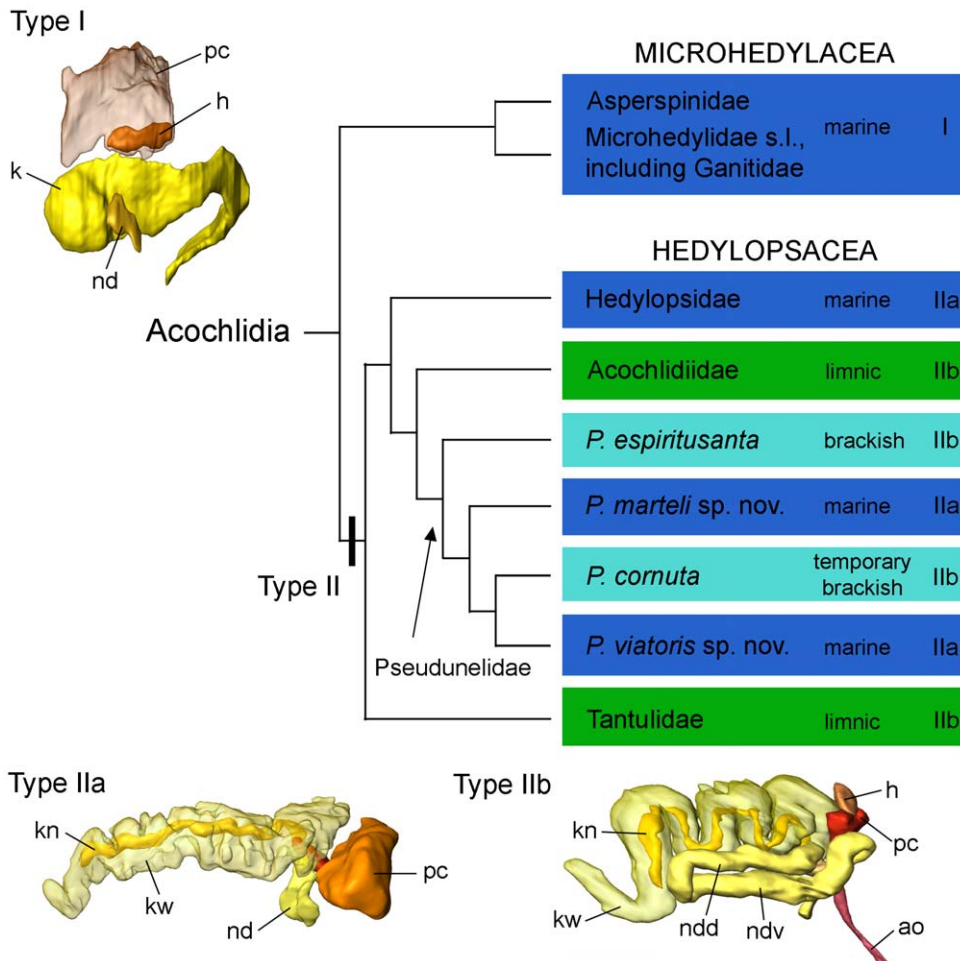 Type I
pc
h
k
nd
MICROHEDYLACEA
Asperspinidae
Microhedylidae s.l.,
including Ganitidae
marine
I
HEDYLOPSACEA
Hedylopsidae marine IIa
Acochlidiidae limnic IIb
P. espiritusanta brackish IIb
P. marteli sp. nov. marine IIa
P. cornuta temporary brackish IIb
P. viatoris sp. nov. marine IIa
Tantulidae limnic IIb
Acochlidia
Type II
Pseudunelidae
Type IIa
kn
kw
nd
pc
Type IIb
h
kn
pc
kw
ndd
ndv
ao